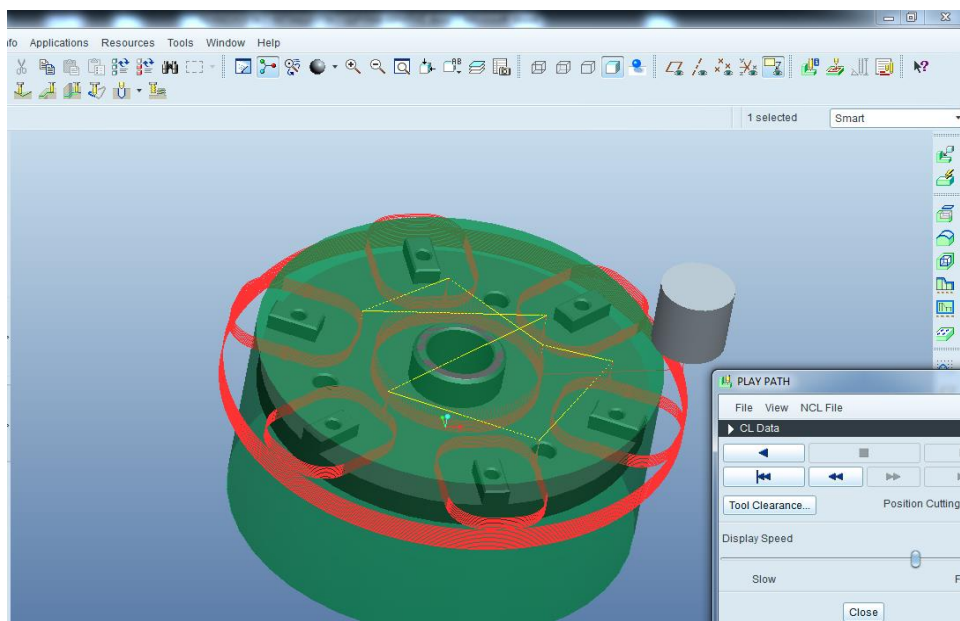 nfo Applications Resources Tools Window Help
1 selected Smart
PLAY PATH
File View NCL File
CL Data
Tool Clearance... Position Cutting
Display Speed
Slow F
Close